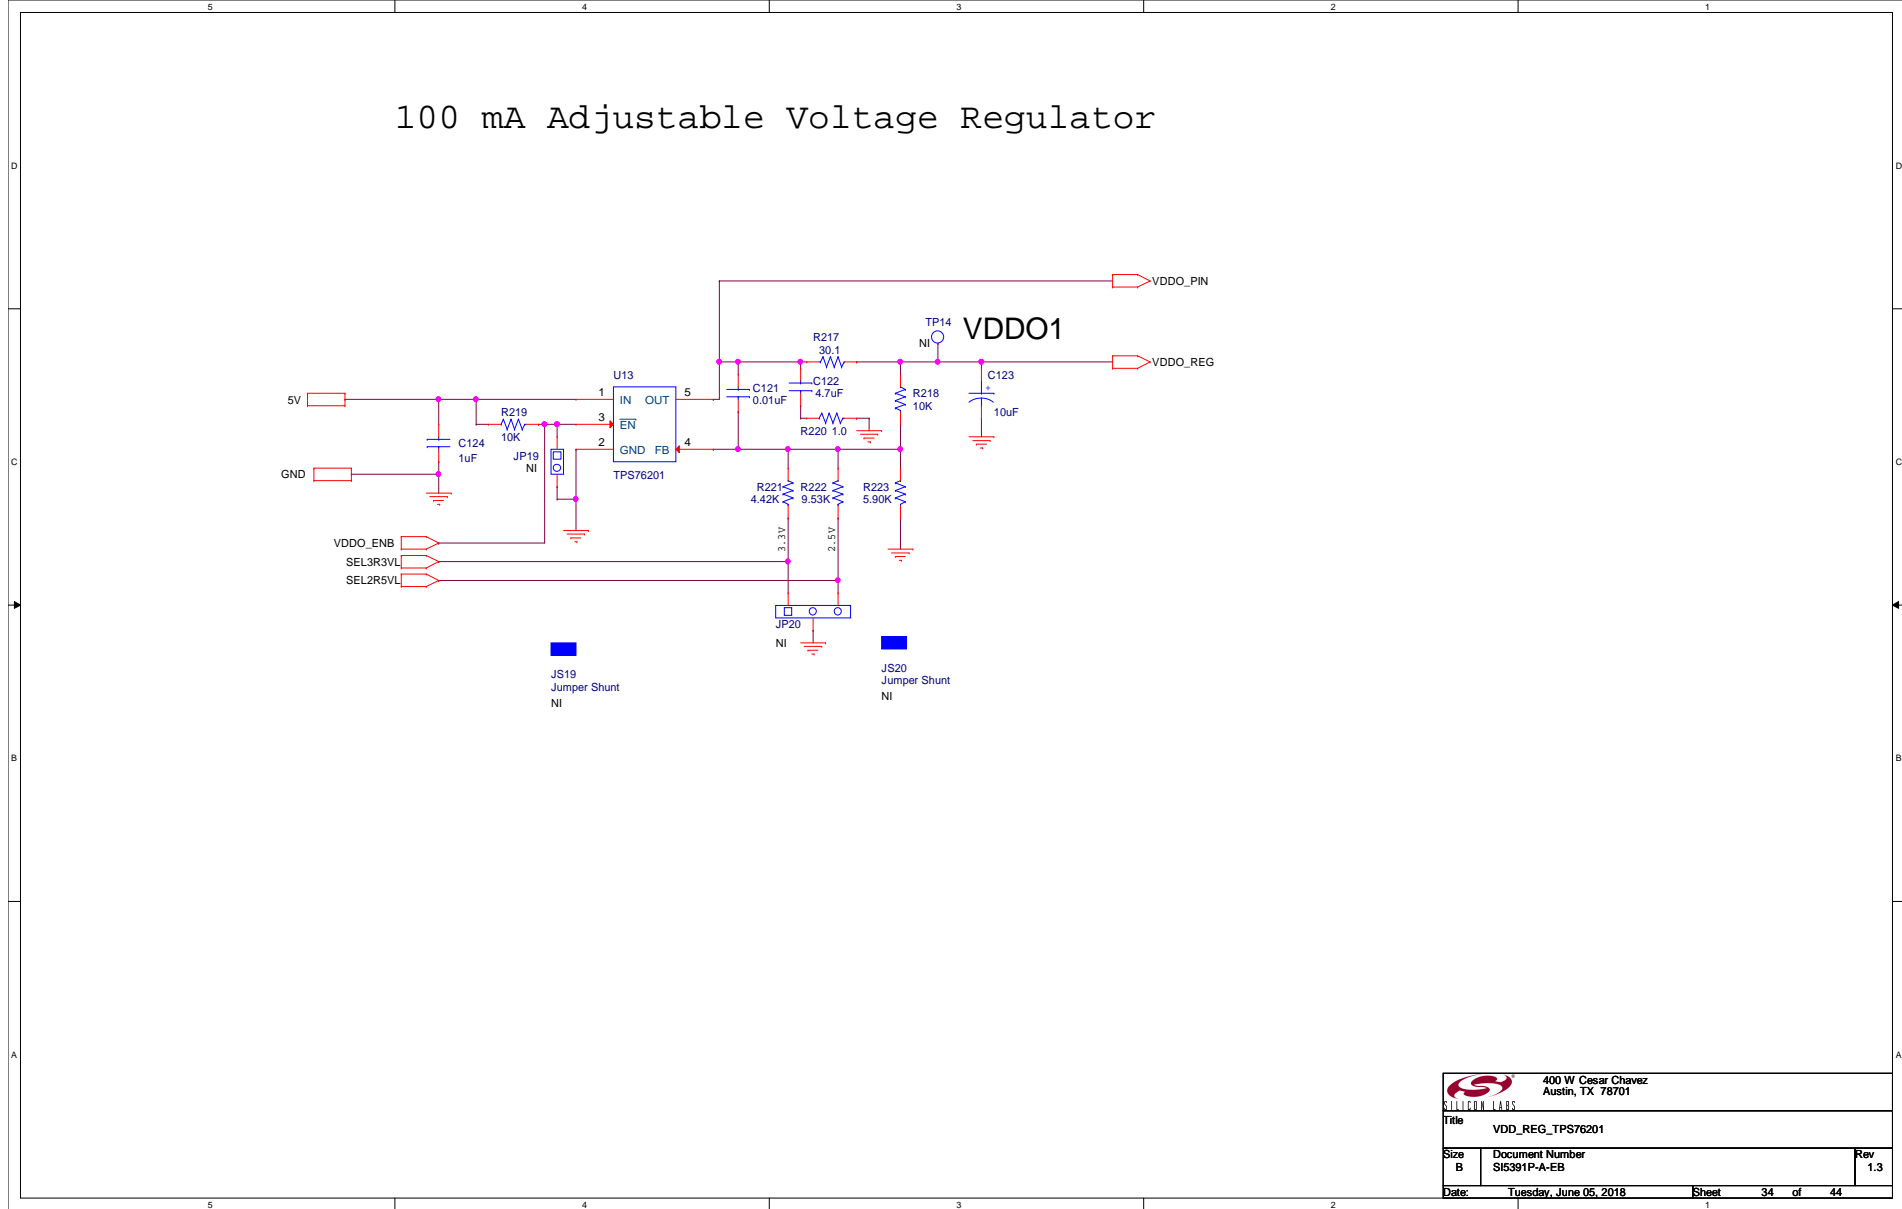 5 4 3 2 1
100 mA Adjustable Voltage Regulator
D D
VDDO_PIN
TP14 VDDO1
NI
R217
30.1
VDDO_REG
U13
C121
0.01uF
C122
4.7uF
C123
+
10uF
R218
10K
5V
1 IN OUT 5
R219
10K
3 EN
R220 1.0
C124
1uF
2 GND FB 4
JP19
NI
TPS76201
C C
GND
R221
4.42K
R222
9.53K
R223
5.90K
3.3V
2.5V
VDDO_ENB
SEL3R3VL
SEL2R5VL
JP20
NI
JS19
Jumper Shunt
NI
JS20
Jumper Shunt
NI
B B
A A
SILICON LABS
400 W Cesar Chavez
Austin, TX 78701
Title
VDD_REG_TPS76201
Size Document Number Rev
B SI5391P-A-EB 1.3
Date: Tuesday, June 05, 2018 Sheet 34 of 44
5 4 3 2 1